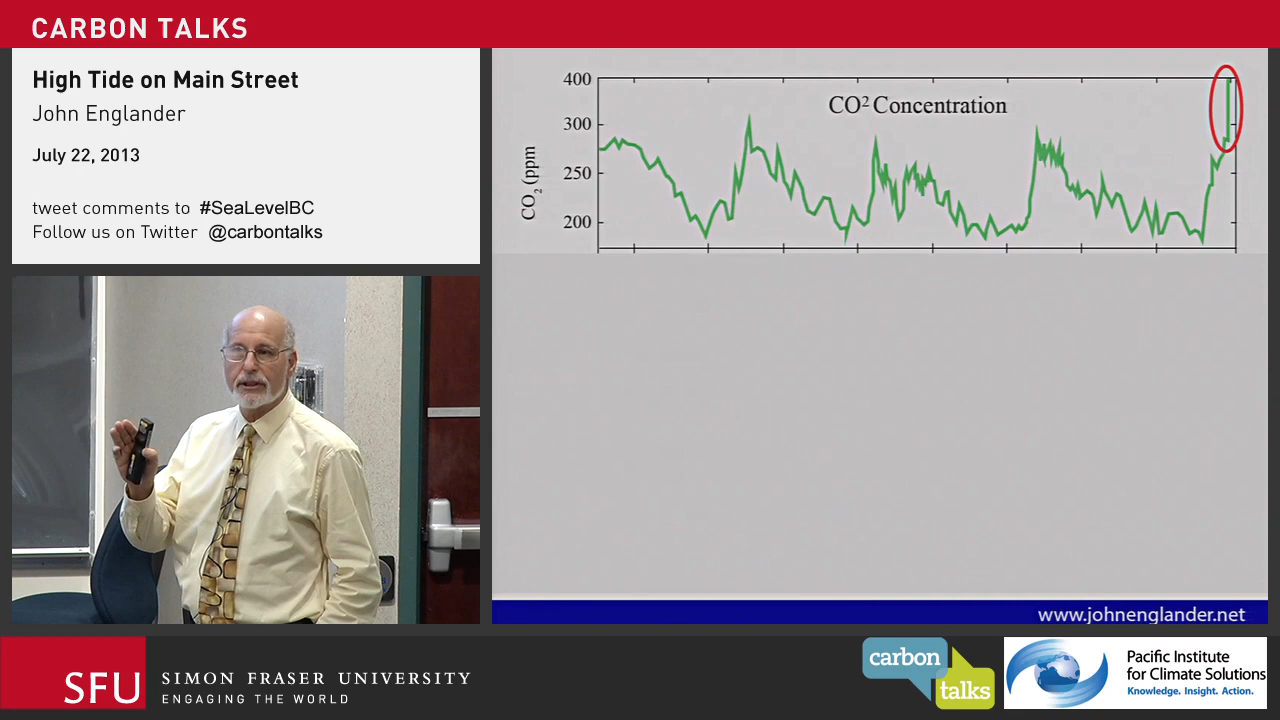 CARBON TALKS
High Tide on Main Street
John Englander
July 22, 2013
tweet comments to #SeaLevelBC
Follow us on Twitter @carbontalks
400
300
250
200
CO₂ (ppm
CO² Concentration
www.johnenglander.net
SFU
SIMON FRASER UNIVERSITY
ENGAGING THE WORLD
carbon
talks
Pacific Institute
for Climate Solutions
Knowledge. Insight. Action.